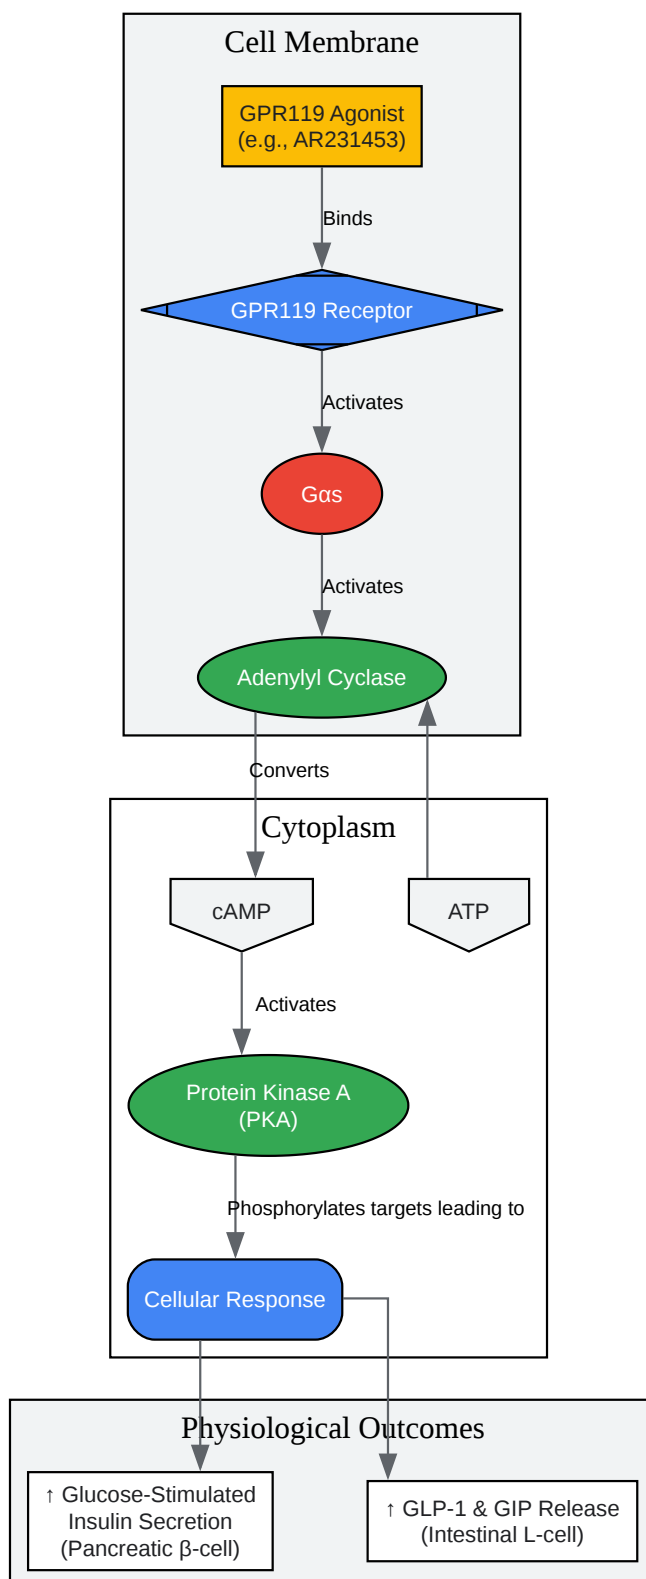 Cell Membrane
GPR119 Agonist
(e.g., AR231453)
Binds
GPR119 Receptor
Activates
Gαs
Activates
Adenylyl Cyclase
Converts
Cytoplasm
cAMP
ATP
Activates
Protein Kinase A
(PKA)
Phosphorylates targets leading to
Cellular Response
Physiological Outcomes
↑ Glucose-Stimulated
Insulin Secretion
(Pancreatic β-cell)
↑ GLP-1 & GIP Release
(Intestinal L-cell)